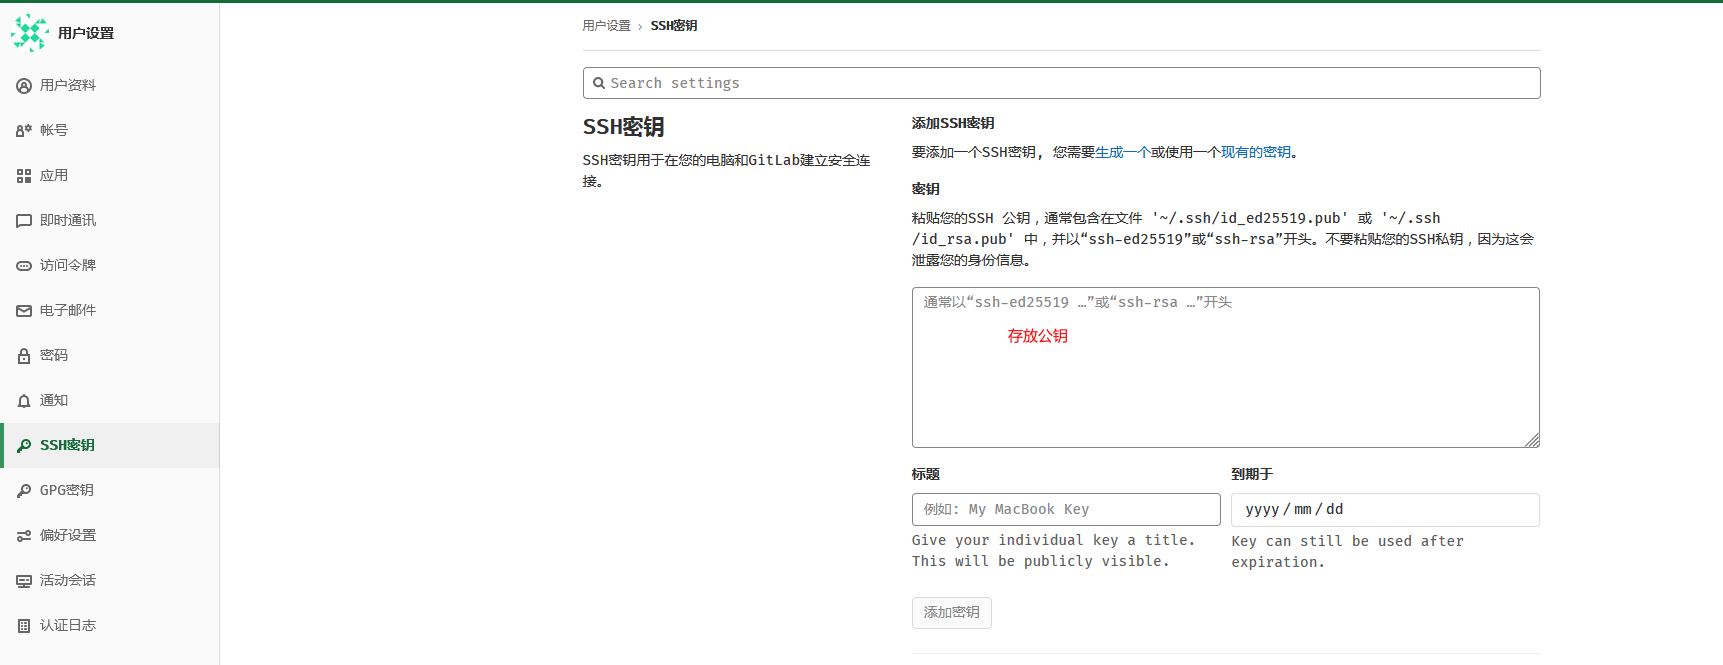 用户设置
用户资料
帐号
应用
即时通讯
访问令牌
电子邮件
密码
通知
SSH密钥
GPG密钥
偏好设置
活动会话
认证日志
用户设置 › SSH密钥
Search settings
SSH密钥
SSH密钥用于在您的电脑和GitLab建立安全连
接。
添加SSH密钥
要添加一个SSH密钥, 您需要生成一个或使用一个现有的密钥。
密钥
粘贴您的SSH 公钥，通常包含在文件 '~/.ssh/id_ed25519.pub' 或 '~/.ssh
/id_rsa.pub' 中，并以“ssh-ed25519”或“ssh-rsa”开头。不要粘贴您的SSH私钥，因为这会
泄露您的身份信息。
通常以“ssh-ed25519 …”或“ssh-rsa …”开头
存放公钥
标题
例如: My MacBook Key
Give your individual key a title.
This will be publicly visible.
到期于
yyyy/mm/dd
Key can still be used after
expiration.
添加密钥